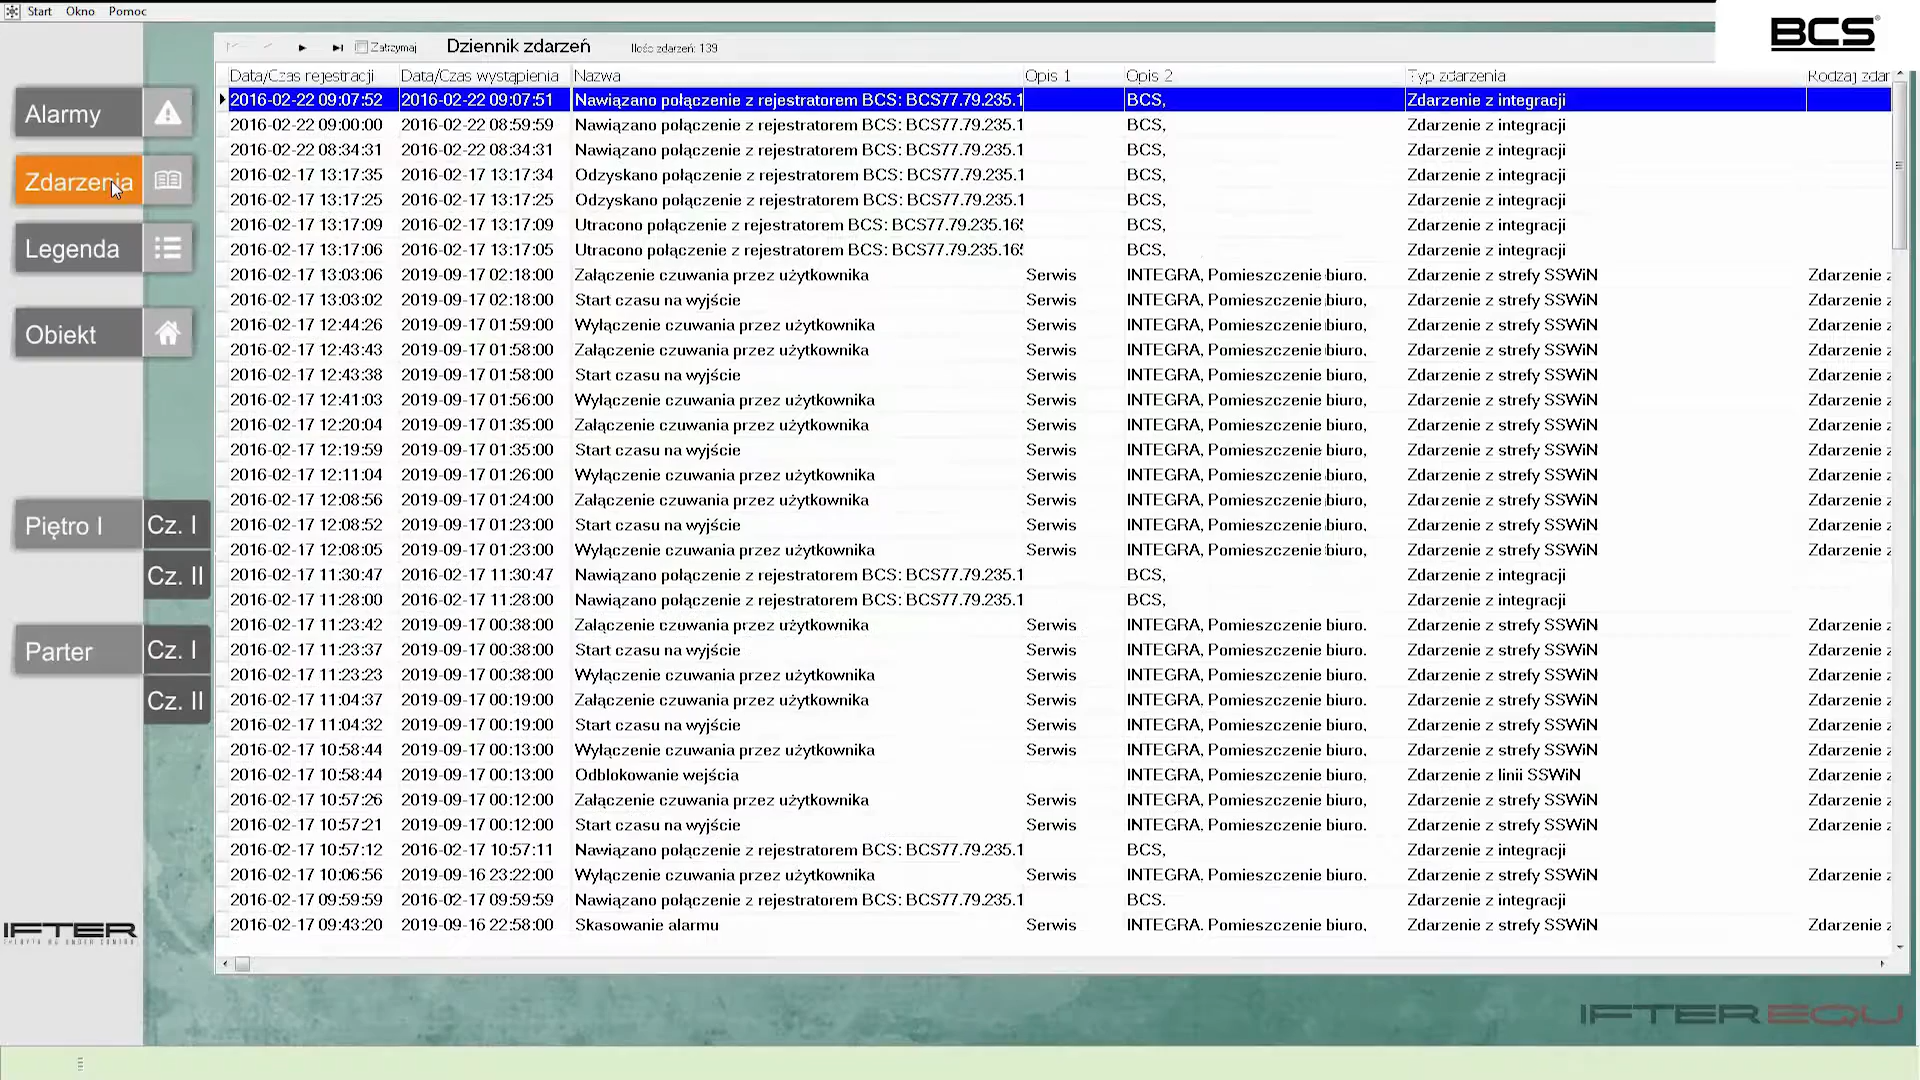 Start Okno Pomoc
BCS
Zatrzymaj Dziennik zdarzeń Ilość zdarzeń: 139
Data/Czas rejestracji Data/Czas wystąpienia Nazwa Opis 1 Opis 2 Typ zdarzenia Rodzaj zdar
2016-02-22 09:07:52 2016-02-22 09:07:51 Nawiązano połączenie z rejestratorem BCS: BCS77.79.235.1 BCS, Zdarzenie z integracji
2016-02-22 09:00:00 2016-02-22 08:59:59 Nawiązano połączenie z rejestratorem BCS: BCS77.79.235.1 BCS, Zdarzenie z integracji
2016-02-22 08:34:31 2016-02-22 08:34:31 Nawiązano połączenie z rejestratorem BCS: BCS77.79.235.1 BCS, Zdarzenie z integracji
2016-02-17 13:17:35 2016-02-17 13:17:34 Odzyskano połączenie z rejestratorem BCS: BCS77.79.235.1 BCS, Zdarzenie z integracji
2016-02-17 13:17:25 2016-02-17 13:17:25 Odzyskano połączenie z rejestratorem BCS: BCS77.79.235.1 BCS, Zdarzenie z integracji
2016-02-17 13:17:09 2016-02-17 13:17:09 Utracono połączenie z rejestratorem BCS: BCS77.79.235.165 BCS, Zdarzenie z integracji
2016-02-17 13:17:06 2016-02-17 13:17:05 Utracono połączenie z rejestratorem BCS: BCS77.79.235.165 BCS, Zdarzenie z integracji
2016-02-17 13:03:06 2019-09-17 02:18:00 Załączenie czuwania przez użytkownika Serwis INTEGRA, Pomieszczenie biuro, Zdarzenie z strefy SSWiN Zdarzenie z
2016-02-17 13:03:02 2019-09-17 02:18:00 Start czasu na wyjście Serwis INTEGRA, Pomieszczenie biuro, Zdarzenie z strefy SSWiN Zdarzenie z
2016-02-17 12:44:26 2019-09-17 01:59:00 Wyłączenie czuwania przez użytkownika Serwis INTEGRA, Pomieszczenie biuro, Zdarzenie z strefy SSWiN Zdarzenie z
2016-02-17 12:43:43 2019-09-17 01:58:00 Załączenie czuwania przez użytkownika Serwis INTEGRA, Pomieszczenie biuro, Zdarzenie z strefy SSWiN Zdarzenie z
2016-02-17 12:43:38 2019-09-17 01:58:00 Start czasu na wyjście Serwis INTEGRA, Pomieszczenie biuro, Zdarzenie z strefy SSWiN Zdarzenie z
2016-02-17 12:41:03 2019-09-17 01:56:00 Wyłączenie czuwania przez użytkownika Serwis INTEGRA, Pomieszczenie biuro, Zdarzenie z strefy SSWiN Zdarzenie z
2016-02-17 12:20:04 2019-09-17 01:35:00 Załączenie czuwania przez użytkownika Serwis INTEGRA, Pomieszczenie biuro, Zdarzenie z strefy SSWiN Zdarzenie z
2016-02-17 12:19:59 2019-09-17 01:35:00 Start czasu na wyjście Serwis INTEGRA, Pomieszczenie biuro, Zdarzenie z strefy SSWiN Zdarzenie z
2016-02-17 12:11:04 2019-09-17 01:26:00 Wyłączenie czuwania przez użytkownika Serwis INTEGRA, Pomieszczenie biuro, Zdarzenie z strefy SSWiN Zdarzenie z
2016-02-17 12:08:56 2019-09-17 01:24:00 Załączenie czuwania przez użytkownika Serwis INTEGRA, Pomieszczenie biuro, Zdarzenie z strefy SSWiN Zdarzenie z
2016-02-17 12:08:52 2019-09-17 01:23:00 Start czasu na wyjście Serwis INTEGRA, Pomieszczenie biuro, Zdarzenie z strefy SSWiN Zdarzenie z
2016-02-17 12:08:05 2019-09-17 01:23:00 Wyłączenie czuwania przez użytkownika Serwis INTEGRA, Pomieszczenie biuro, Zdarzenie z strefy SSWiN Zdarzenie z
2016-02-17 11:30:47 2016-02-17 11:30:47 Nawiązano połączenie z rejestratorem BCS: BCS77.79.235.1 BCS, Zdarzenie z integracji
2016-02-17 11:28:00 2016-02-17 11:28:00 Nawiązano połączenie z rejestratorem BCS: BCS77.79.235.1 BCS, Zdarzenie z integracji
2016-02-17 11:23:42 2019-09-17 00:38:00 Załączenie czuwania przez użytkownika Serwis INTEGRA, Pomieszczenie biuro. Zdarzenie z strefy SSWiN Zdarzenie z
2016-02-17 11:23:37 2019-09-17 00:38:00 Start czasu na wyjście Serwis INTEGRA, Pomieszczenie biuro. Zdarzenie z strefy SSWiN Zdarzenie z
2016-02-17 11:23:23 2019-09-17 00:38:00 Wyłączenie czuwania przez użytkownika Serwis INTEGRA, Pomieszczenie biuro. Zdarzenie z strefy SSWiN Zdarzenie z
2016-02-17 11:04:37 2019-09-17 00:19:00 Załączenie czuwania przez użytkownika Serwis INTEGRA, Pomieszczenie biuro. Zdarzenie z strefy SSWiN Zdarzenie z
2016-02-17 11:04:32 2019-09-17 00:19:00 Start czasu na wyjście Serwis INTEGRA, Pomieszczenie biuro. Zdarzenie z strefy SSWiN Zdarzenie z
2016-02-17 10:58:44 2019-09-17 00:13:00 Wyłączenie czuwania przez użytkownika Serwis INTEGRA, Pomieszczenie biuro, Zdarzenie z strefy SSWiN Zdarzenie z
2016-02-17 10:58:44 2019-09-17 00:13:00 Odblokowanie wejścia INTEGRA, Pomieszczenie biuro, Zdarzenie z linii SSWiN Zdarzenie z
2016-02-17 10:57:26 2019-09-17 00:12:00 Załączenie czuwania przez użytkownika Serwis INTEGRA, Pomieszczenie biuro, Zdarzenie z strefy SSWiN Zdarzenie z
2016-02-17 10:57:21 2019-09-17 00:12:00 Start czasu na wyjście Serwis INTEGRA. Pomieszczenie biuro. Zdarzenie z strefy SSWiN Zdarzenie z
2016-02-17 10:57:12 2016-02-17 10:57:11 Nawiązano połączenie z rejestratorem BCS: BCS77.79.235.1 BCS, Zdarzenie z integracji
2016-02-17 10:06:56 2019-09-16 23:22:00 Wyłączenie czuwania przez użytkownika Serwis INTEGRA, Pomieszczenie biuro. Zdarzenie z strefy SSWiN Zdarzenie z
2016-02-17 09:59:59 2016-02-17 09:59:59 Nawiązano połączenie z rejestratorem BCS: BCS77.79.235.1 BCS. Zdarzenie z integracji
2016-02-17 09:43:20 2019-09-16 22:58:00 Skasowanie alarmu Serwis INTEGRA. Pomieszczenie biuro, Zdarzenie z strefy SSWiN Zdarzenie z
Alarmy
Zdarzenia
Legenda
Obiekt
Piętro I Cz. I
Cz. II
Parter Cz. I
Cz. II
IFTER
IFTER EQU